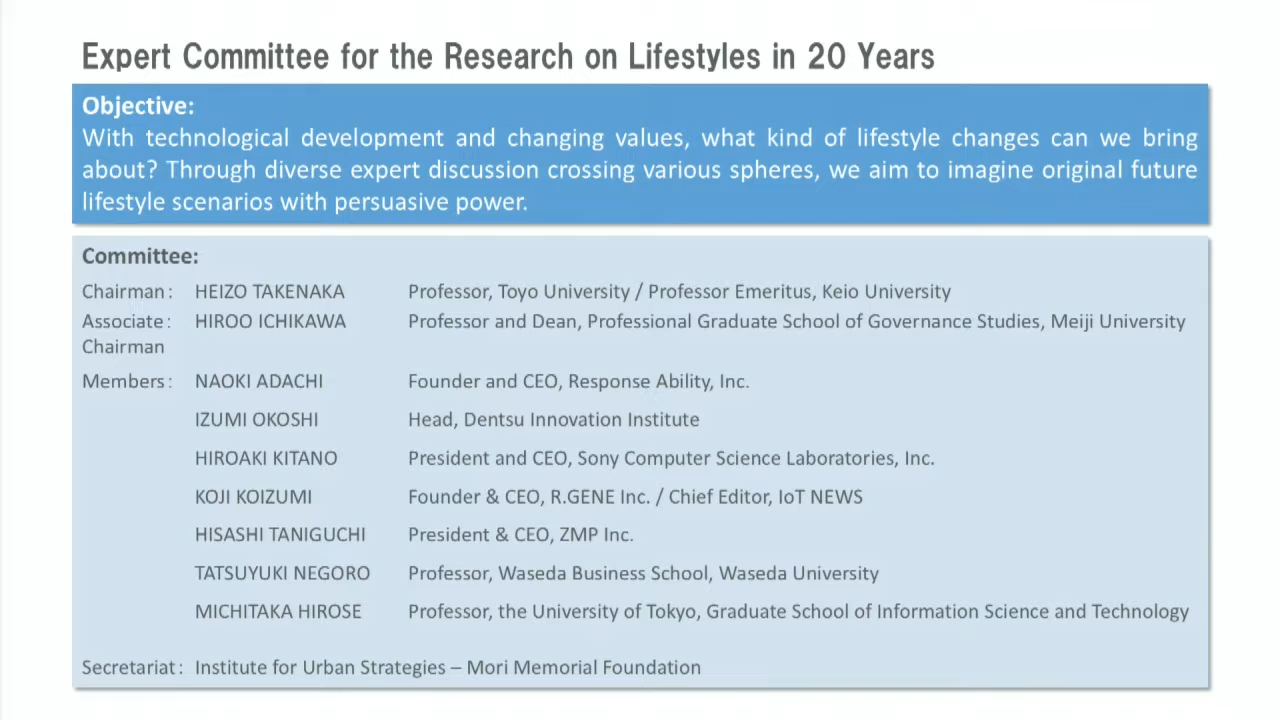 Expert Committee for the Research on Lifestyles in 20 Years
Objective:
With technological development and changing values, what kind of lifestyle changes can we bring
about? Through diverse expert discussion crossing various spheres, we aim to imagine original future
lifestyle scenarios with persuasive power.
Committee:
Chairman: HEIZO TAKENAKA Professor, Toyo University / Professor Emeritus, Keio University
Associate: HIROO ICHIKAWA Professor and Dean, Professional Graduate School of Governance Studies, Meiji University
Chairman
Members: NAOKI ADACHI Founder and CEO, Response Ability, Inc.
IZUMI OKOSHI Head, Dentsu Innovation Institute
HIROAKI KITANO President and CEO, Sony Computer Science Laboratories, Inc.
KOJI KOIZUMI Founder & CEO, R.GENE Inc. / Chief Editor, IoT NEWS
HISASHI TANIGUCHI President & CEO, ZMP Inc.
TATSUYUKI NEGORO Professor, Waseda Business School, Waseda University
MICHITAKA HIROSE Professor, the University of Tokyo, Graduate School of Information Science and Technology
Secretariat: Institute for Urban Strategies – Mori Memorial Foundation